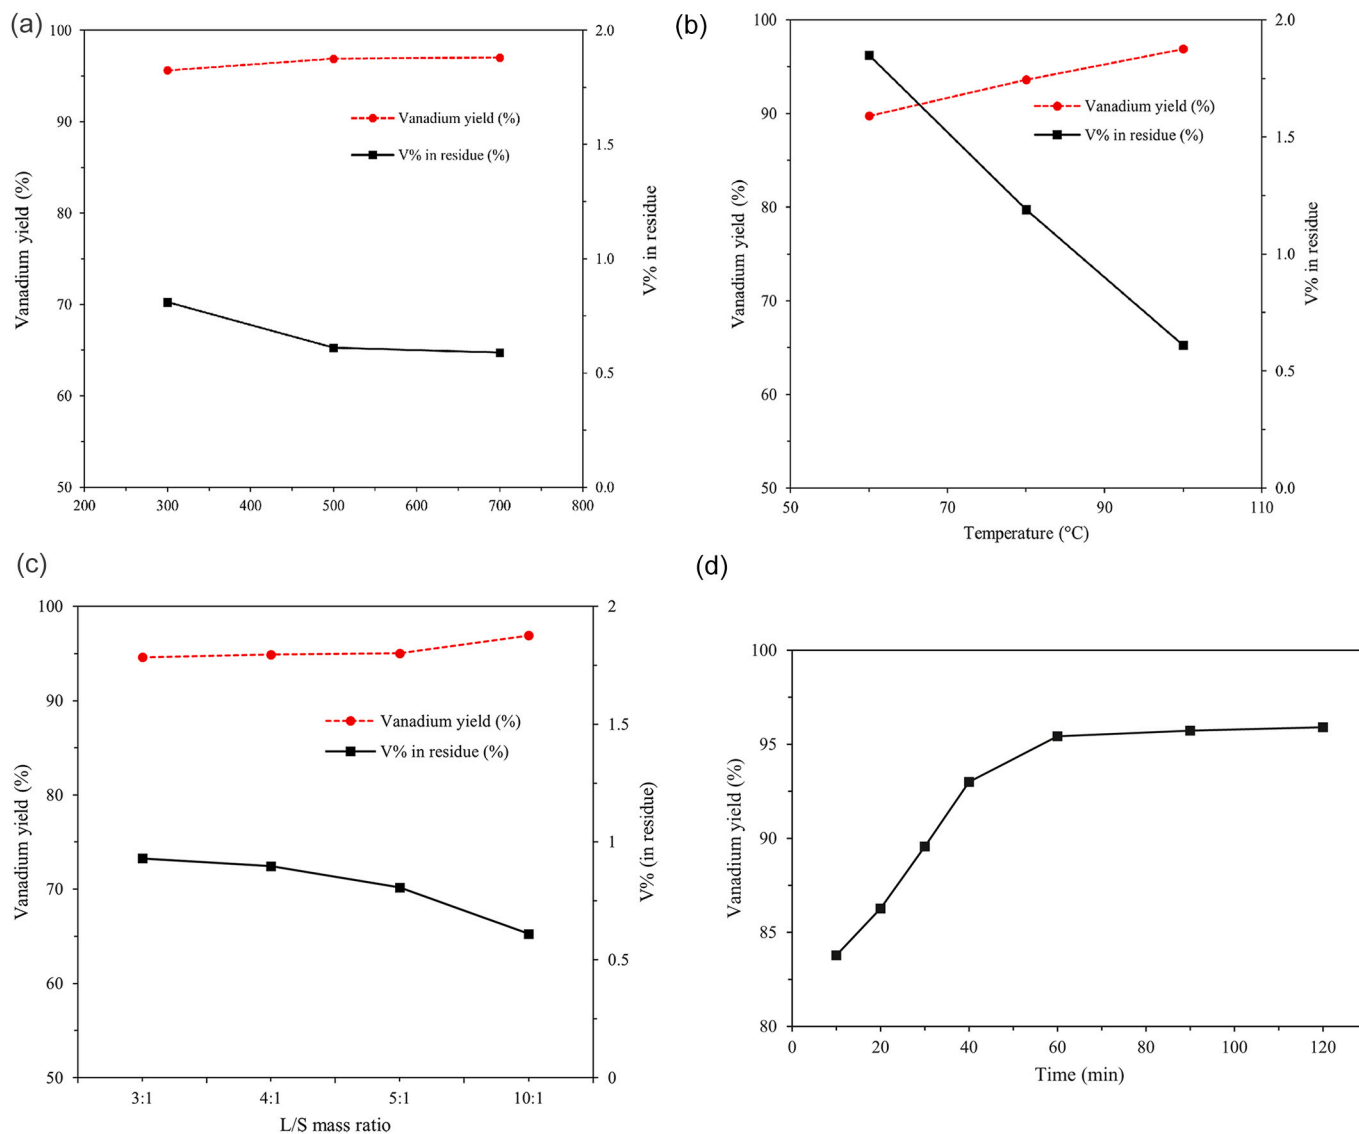 (a)
100
90
80
70
60
50
Vanadium yield (%)
2.0
1.5
1.0
0.5
0.0
V% in residue
Vanadium yield (%)
V% in residue (%)
200 300 400 500 600 700 800
(b)
100
90
80
70
60
50
Vanadium yield (%)
2.0
1.5
1.0
0.5
0.0
V% in residue
Vanadium yield (%)
V% in residue (%)
50 70 90 110
Temperature (°C)
(c)
100
90
80
70
60
50
Vanadium yield (%)
2
1.5
1
0.5
0
V% (in residue)
Vanadium yield (%)
V% in residue (%)
3:1 4:1 5:1 10:1
L/S mass ratio
(d)
100
95
90
85
80
Vanadium yield (%)
0 20 40 60 80 100 120
Time (min)